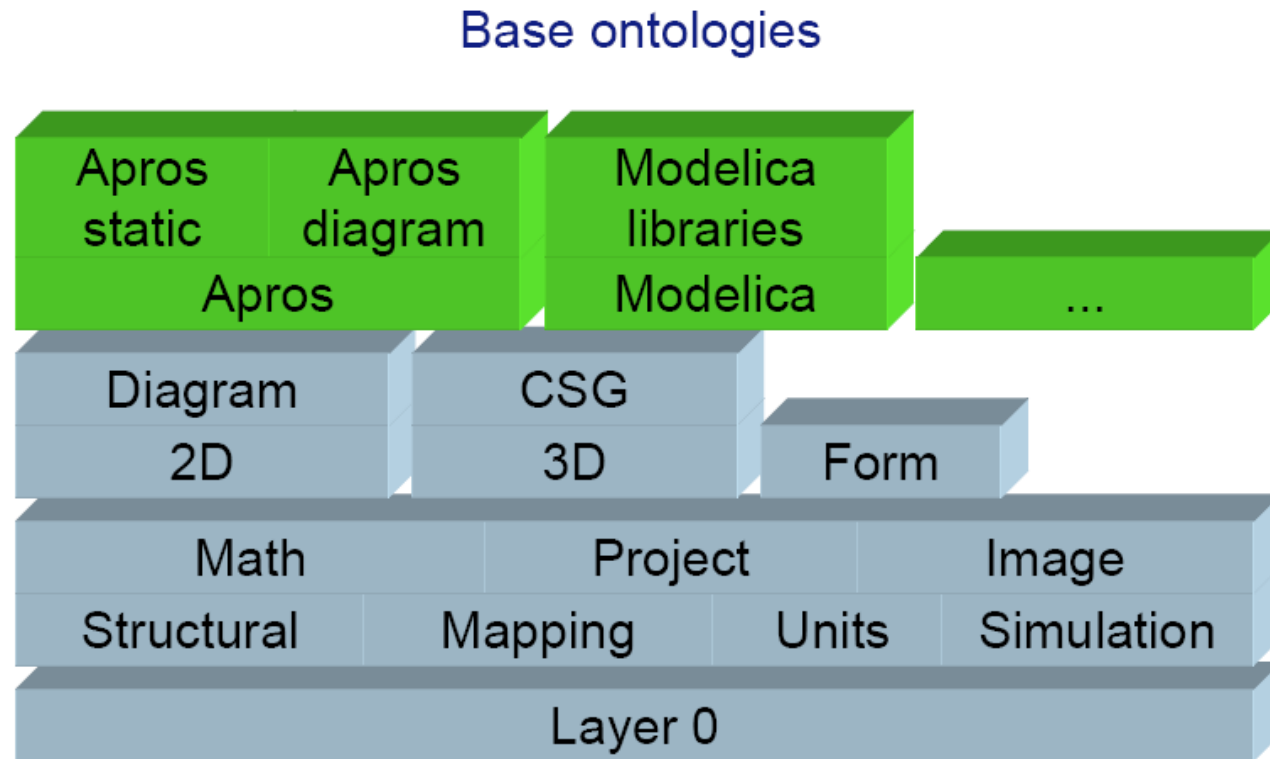 Base ontologies
Apros static
Apros diagram
Modelica libraries
Apros
Modelica
...
Diagram
CSG
2D
3D
Form
Math
Project
Image
Structural
Mapping
Units
Simulation
Layer 0